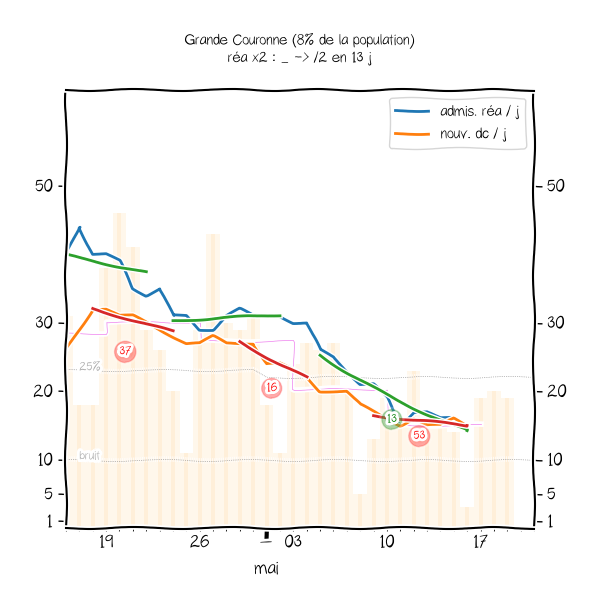 Grande Couronne (8% de la population)
réa x2 : _ -> /2 en 13 j
admis. réa / j
nouv. dc / j
50 50
30 30
37
25%
16
20 20
13
53
bruit
10 10
5 5
1 1
19 26 03 10 17
mai